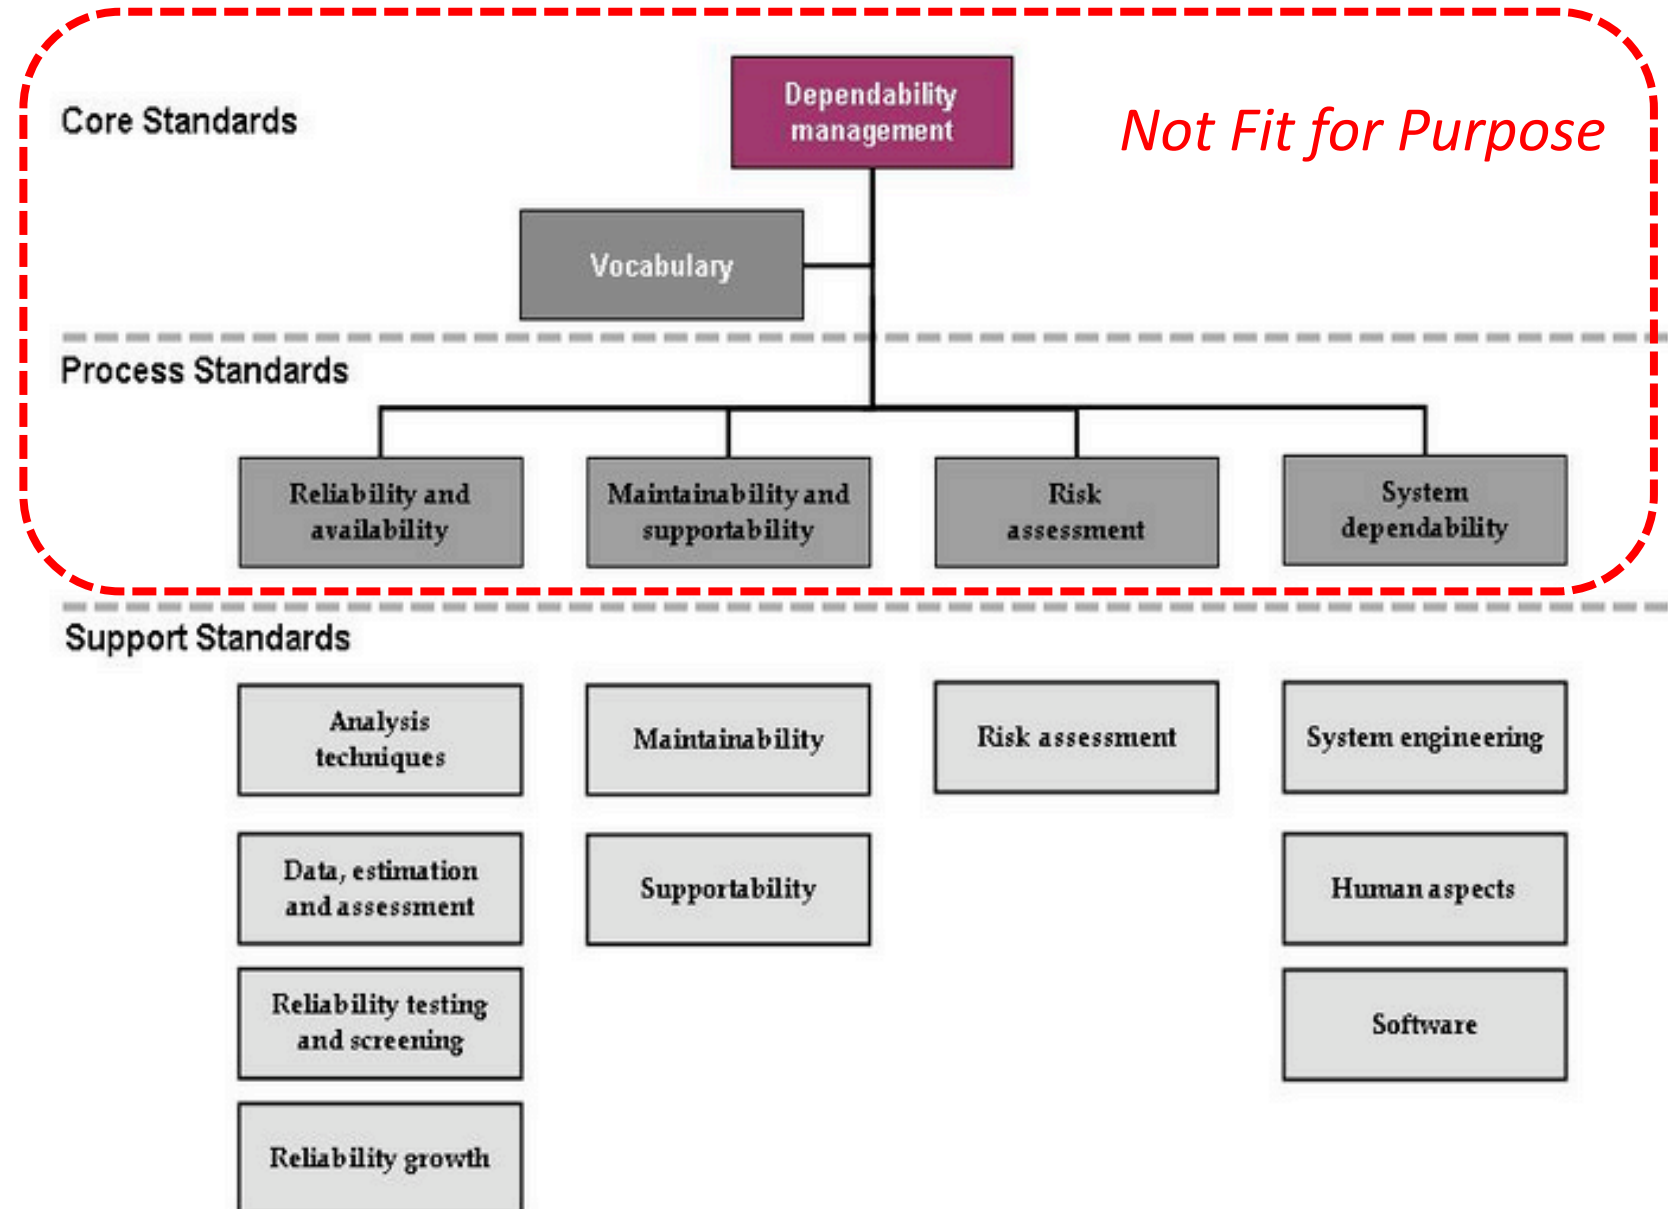 Core Standards
Dependability
management
Not Fit for Purpose
Vocabulary
Process Standards
Reliability and
availability
Maintainability and
supportability
Risk
assessment
System
dependability
Support Standards
Analysis
techniques
Maintainability
Risk assessment
System engineering
Data, estimation
and assessment
Supportability
Human aspects
Reliability testing
and screening
Software
Reliability growth